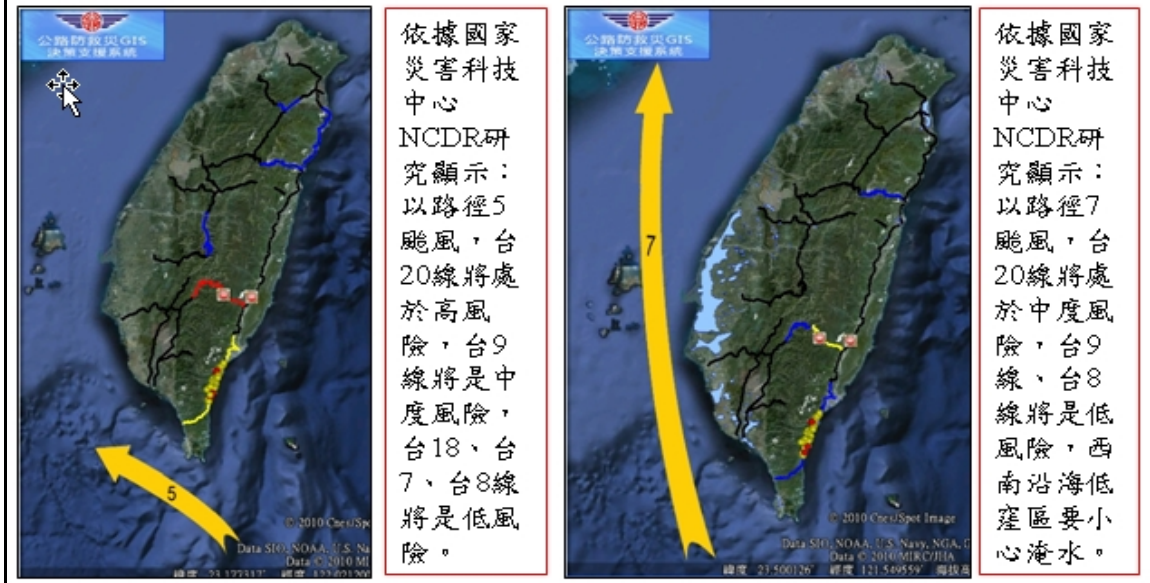 公路防救災GIS
決策支援系統
5
© 2010 Cnes/Spo
Data SIO, NOAA, U.S. Na
Data © 2010 MI
依據國家
災害科技
中心
NCDR研
究顯示：
以路徑5
颱風，台
20線將處
於高風
險，台9
線將是中
度風險，
台18、台
7、台8線
將是低風
險。
公路防救災GIS
決策支援系統
7
© 2010 Cnes/Spot Image
Data SIO, NOAA, U.S. Navy, NGA, G
Data © 2010 MIRC/JHA
緯度 23.500126° 經度 121.549559° 海拔高
依據國家
災害科技
中心
NCDR研
究顯示：
以路徑7
颱風，台
20線將處
於中度風
險，台9
線、台8
線將是低
風險，西
南沿海低
窪區要小
心淹水。